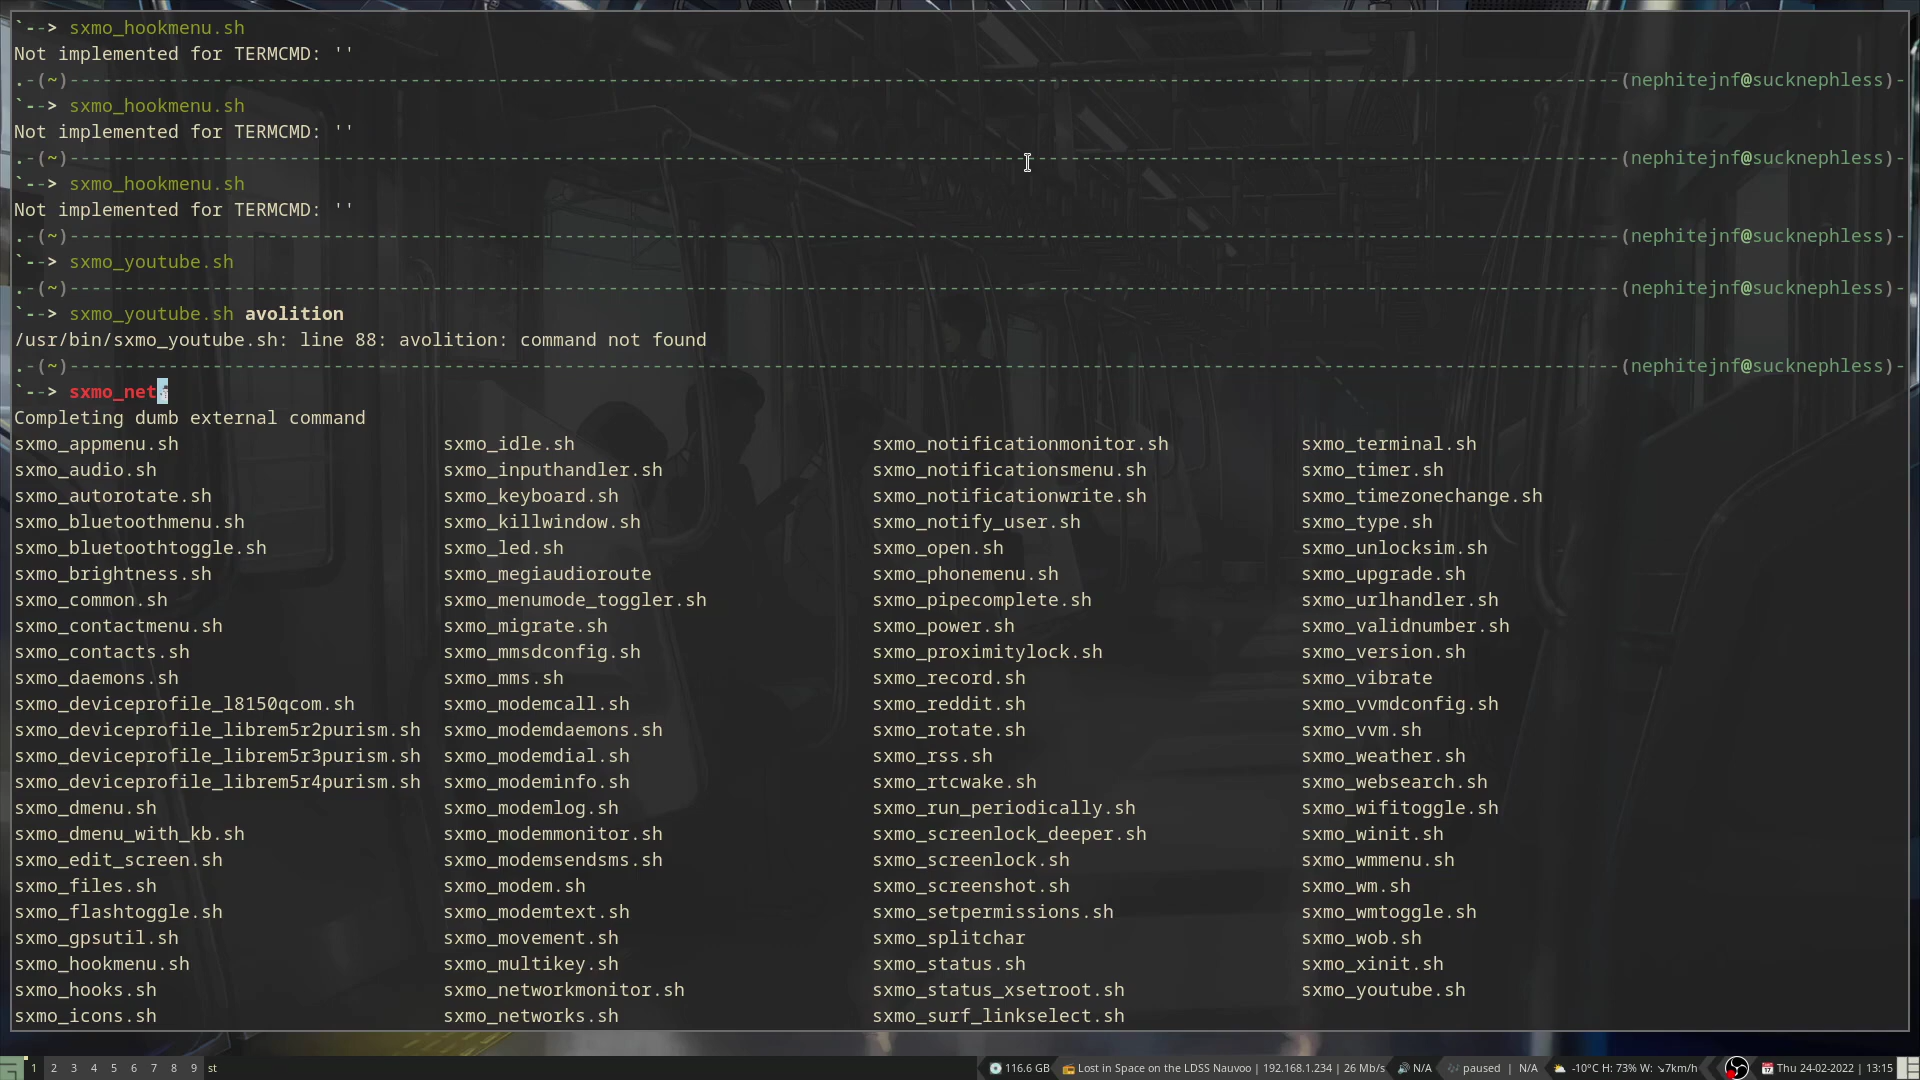 `--> sxmo_hookmenu.sh
Not implemented for TERMCMD: ''
.-(~)---(nephitejnf@sucknephless)-
`--> sxmo_hookmenu.sh
Not implemented for TERMCMD: ''
.-(~)---(nephitejnf@sucknephless)-
`--> sxmo_hookmenu.sh
Not implemented for TERMCMD: ''
.-(~)---(nephitejnf@sucknephless)-
`--> sxmo_youtube.sh
.-(~)---(nephitejnf@sucknephless)-
`--> sxmo_youtube.sh avolition
/usr/bin/sxmo_youtube.sh: line 88: avolition: command not found
.-(~)---(nephitejnf@sucknephless)-
`--> sxmo_net
Completing dumb external command
sxmo_appmenu.sh sxmo_idle.sh sxmo_notificationmonitor.sh sxmo_terminal.sh
sxmo_audio.sh sxmo_inputhandler.sh sxmo_notificationsmenu.sh sxmo_timer.sh
sxmo_autorotate.sh sxmo_keyboard.sh sxmo_notificationwrite.sh sxmo_timezonechange.sh
sxmo_bluetoothmenu.sh sxmo_killwindow.sh sxmo_notify_user.sh sxmo_type.sh
sxmo_bluetoothtoggle.sh sxmo_led.sh sxmo_open.sh sxmo_unlocksim.sh
sxmo_brightness.sh sxmo_megiaudioroute sxmo_phonemenu.sh sxmo_upgrade.sh
sxmo_common.sh sxmo_menumode_toggler.sh sxmo_pipecomplete.sh sxmo_urlhandler.sh
sxmo_contactmenu.sh sxmo_migrate.sh sxmo_power.sh sxmo_validnumber.sh
sxmo_contacts.sh sxmo_mmsdconfig.sh sxmo_proximitylock.sh sxmo_version.sh
sxmo_daemons.sh sxmo_mms.sh sxmo_record.sh sxmo_vibrate
sxmo_deviceprofile_l8150qcom.sh sxmo_modemcall.sh sxmo_reddit.sh sxmo_vvmdconfig.sh
sxmo_deviceprofile_librem5r2purism.sh sxmo_modemdaemons.sh sxmo_rotate.sh sxmo_vvm.sh
sxmo_deviceprofile_librem5r3purism.sh sxmo_modemdial.sh sxmo_rss.sh sxmo_weather.sh
sxmo_deviceprofile_librem5r4purism.sh sxmo_modeminfo.sh sxmo_rtcwake.sh sxmo_websearch.sh
sxmo_dmenu.sh sxmo_modemlog.sh sxmo_run_periodically.sh sxmo_wifitoggle.sh
sxmo_dmenu_with_kb.sh sxmo_modemmonitor.sh sxmo_screenlock_deeper.sh sxmo_winit.sh
sxmo_edit_screen.sh sxmo_modemsendsms.sh sxmo_screenlock.sh sxmo_wmmenu.sh
sxmo_files.sh sxmo_modem.sh sxmo_screenshot.sh sxmo_wm.sh
sxmo_flashtoggle.sh sxmo_modemtext.sh sxmo_setpermissions.sh sxmo_wmtoggle.sh
sxmo_gpsutil.sh sxmo_movement.sh sxmo_splitchar sxmo_wob.sh
sxmo_hookmenu.sh sxmo_multikey.sh sxmo_status.sh sxmo_xinit.sh
sxmo_hooks.sh sxmo_networkmonitor.sh sxmo_status_xsetroot.sh sxmo_youtube.sh
sxmo_icons.sh sxmo_networks.sh sxmo_surf_linkselect.sh
1 2 3 4 5 6 7 8 9 st 116.6 GB Lost in Space on the LDSS Nauvoo | 192.168.1.234 | 26 Mb/s N/A paused | N/A -10°C H: 73% W: ↘7km/h Thu 24-02-2022 | 13:15